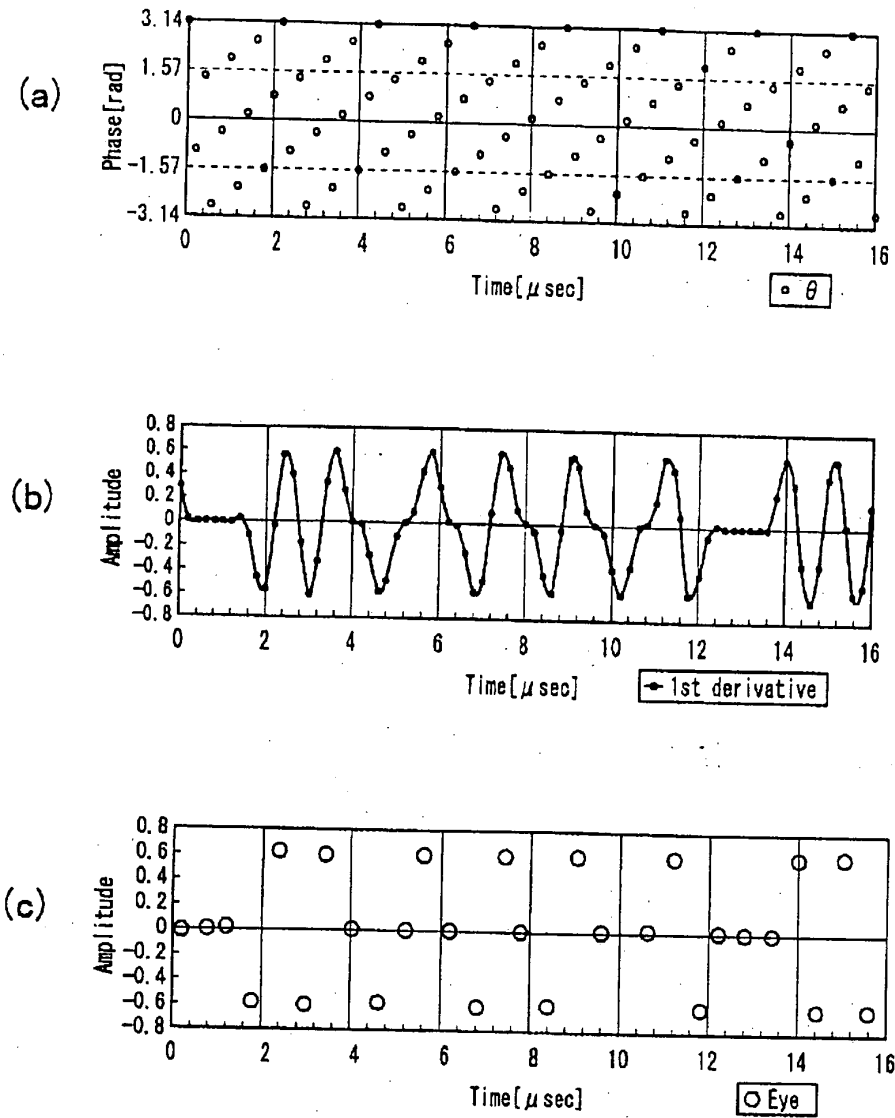 (a)
Phase[rad]
3.14
1.57
0
-1.57
-3.14
0 2 4 6 8 10 12 14 16
Time[μsec]
θ
(b)
Amplitude
0.8
0.6
0.4
0.2
0
-0.2
-0.4
-0.6
-0.8
0 2 4 6 8 10 12 14 16
Time[μsec]
1st derivative
(c)
Amplitude
0.8
0.6
0.4
0.2
0
-0.2
-0.4
-0.6
-0.8
0 2 4 6 8 10 12 14 16
Time[μsec]
Eye